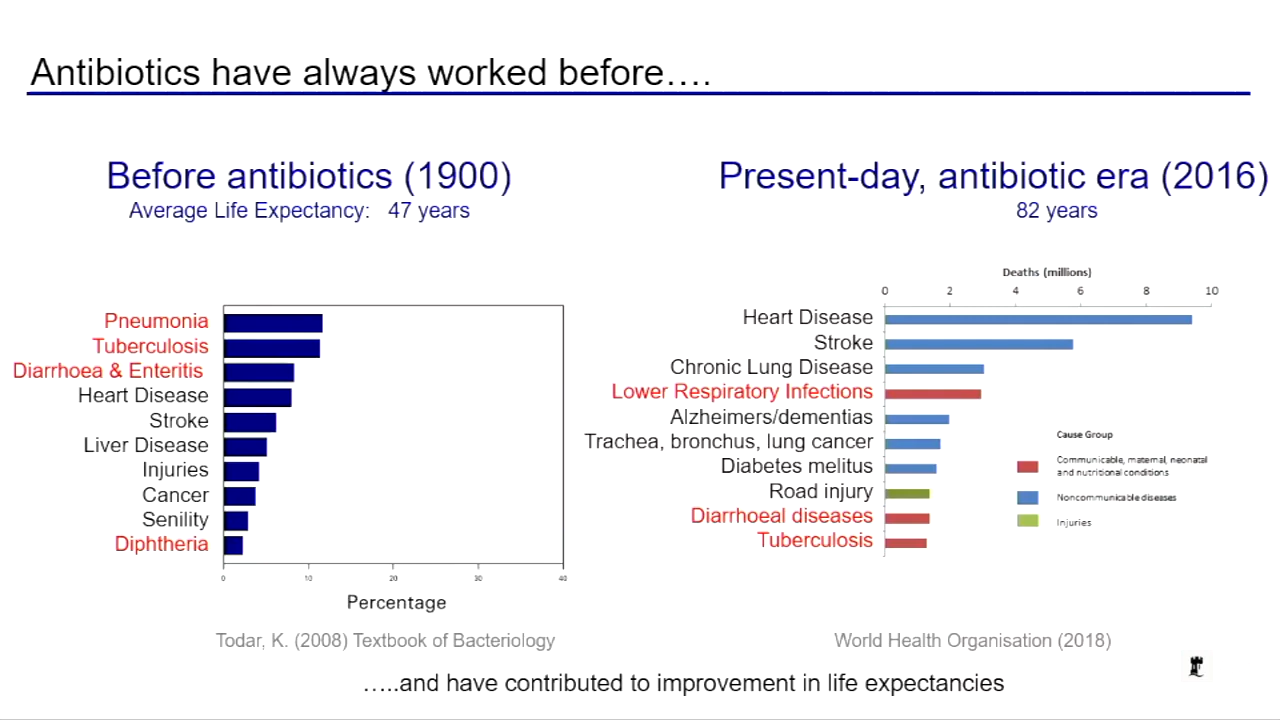 Antibiotics have always worked before….
Before antibiotics (1900)
Average Life Expectancy: 47 years
Pneumonia
Tuberculosis
Diarrhoea & Enteritis
Heart Disease
Stroke
Liver Disease
Injuries
Cancer
Senility
Diphtheria
0 10 20 30 40
Percentage
Todar, K. (2008) Textbook of Bacteriology
Present-day, antibiotic era (2016)
82 years
Deaths (millions)
0 2 4 6 8 10
Heart Disease
Stroke
Chronic Lung Disease
Lower Respiratory Infections
Alzheimers/dementias
Trachea, bronchus, lung cancer
Diabetes melitus
Road injury
Diarrhoeal diseases
Tuberculosis
Cause Group
Communicable, maternal, neonatal
and nutritional conditions
Noncommunicable diseases
Injuries
World Health Organisation (2018)
…..and have contributed to improvement in life expectancies